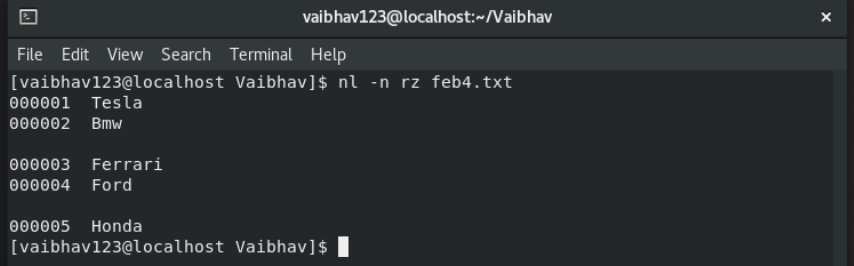 vaibhav123@localhost:~/Vaibhav
File Edit View Search Terminal Help
[vaibhav123@localhost Vaibhav]$ nl -n rz feb4.txt
000001  Tesla
000002  Bmw
000003  Ferrari
000004  Ford
000005  Honda
[vaibhav123@localhost Vaibhav]$